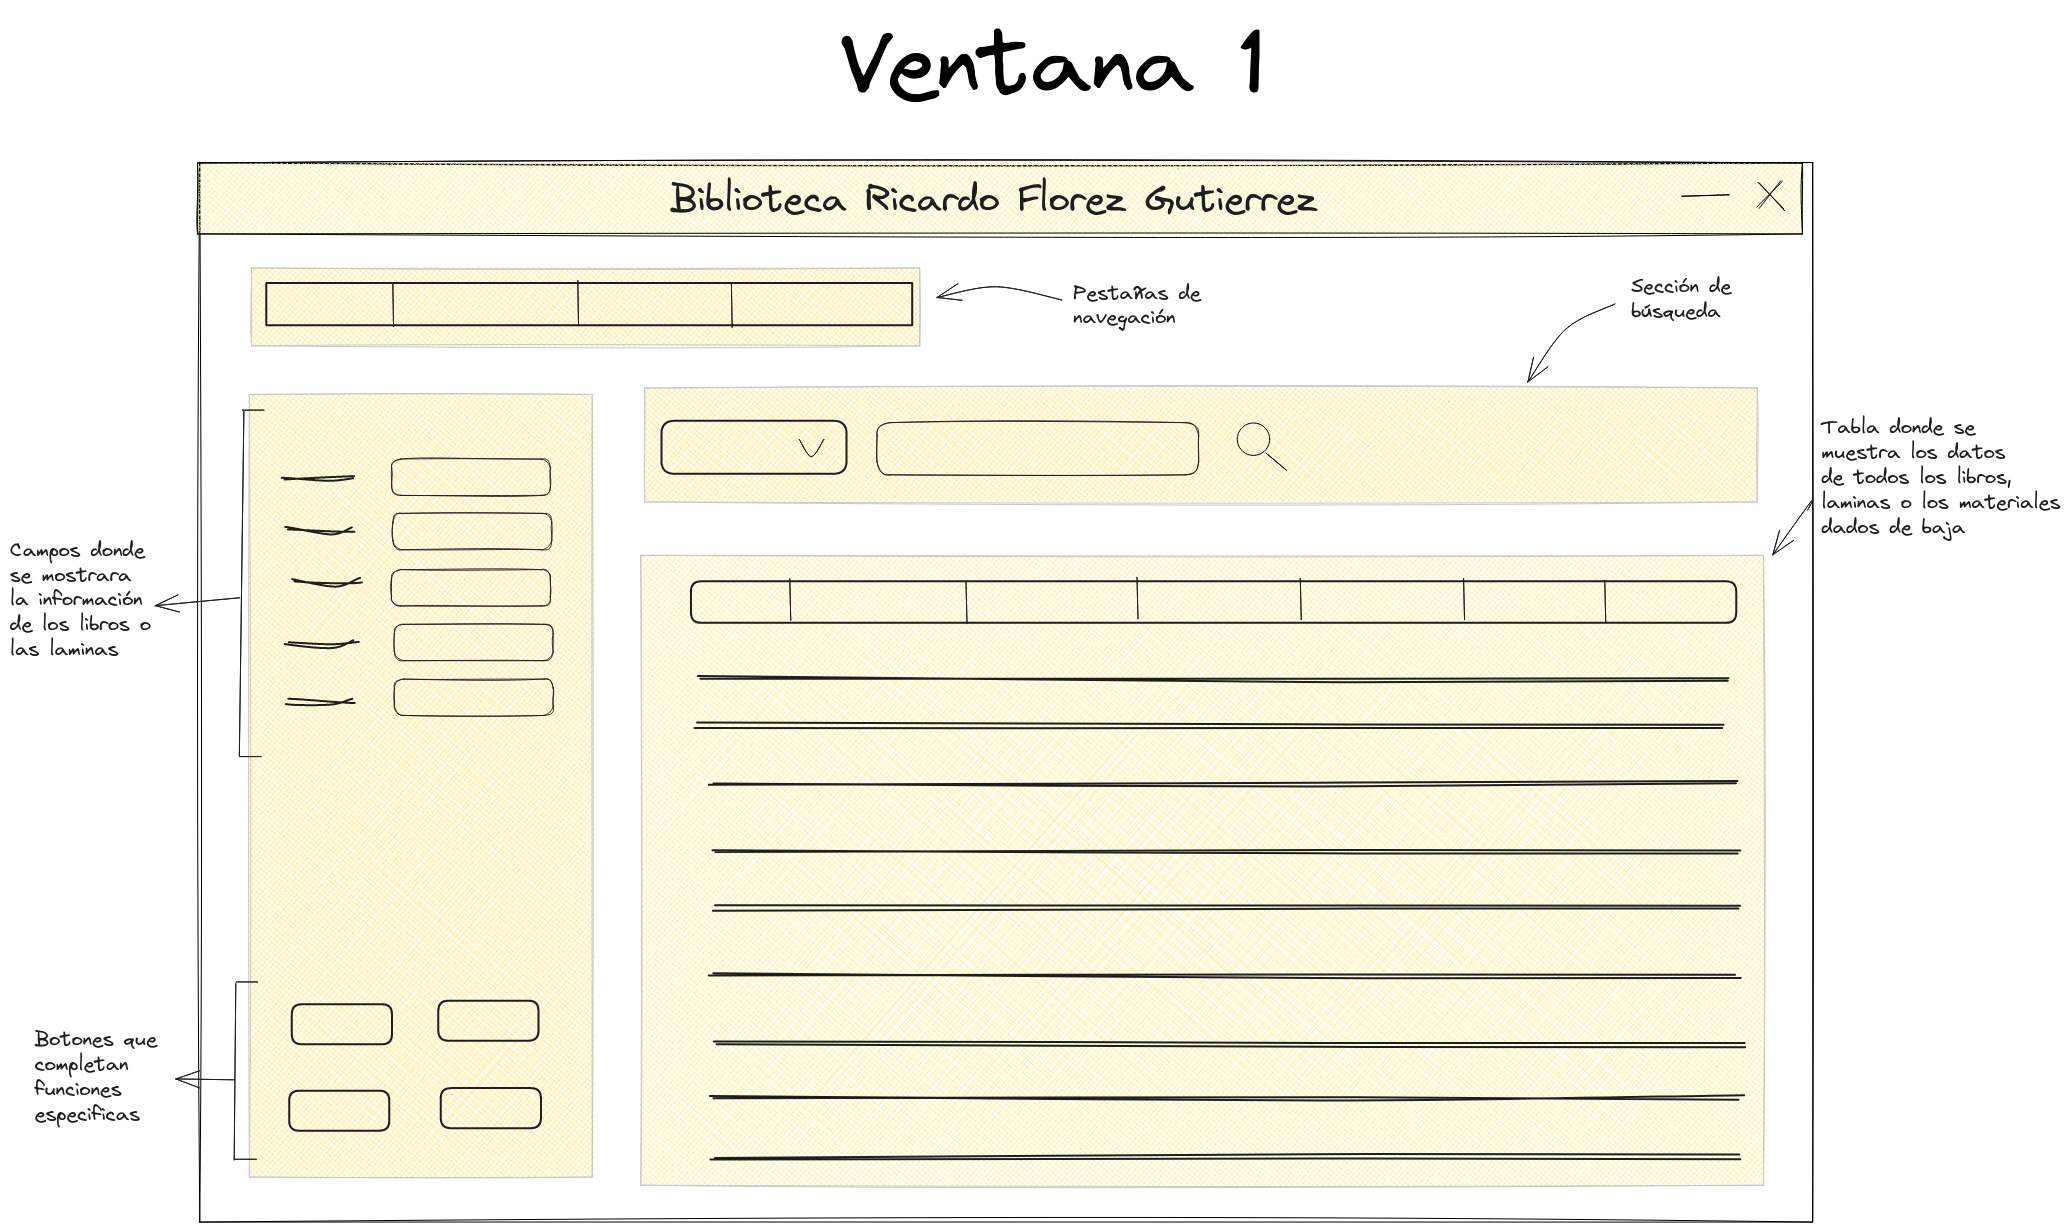 Ventana 1
Biblioteca Ricardo Florez Gutierrez
Pestañas de
navegación
Sección de
búsqueda
Tabla donde se
muestra los datos
de todos los libros,
laminas o los materiales
dados de baja
Campos donde
se mostrara
la información
de los libros o
las laminas
Botones que
completan
funciones
especificas